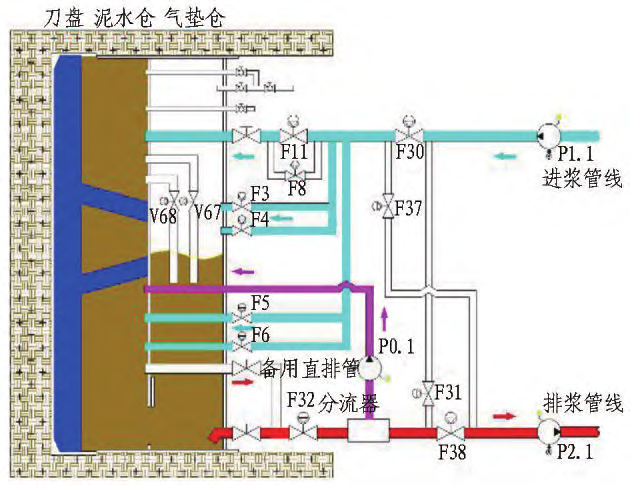 刀盘 泥水仓 气垫仓
F11
F30
P1.1
进浆管线
F8
F3
F37
V68
V67
F4
F5
F6
P0.1
备用直排管
F31
F32
分流器
排浆管线
F38
P2.1